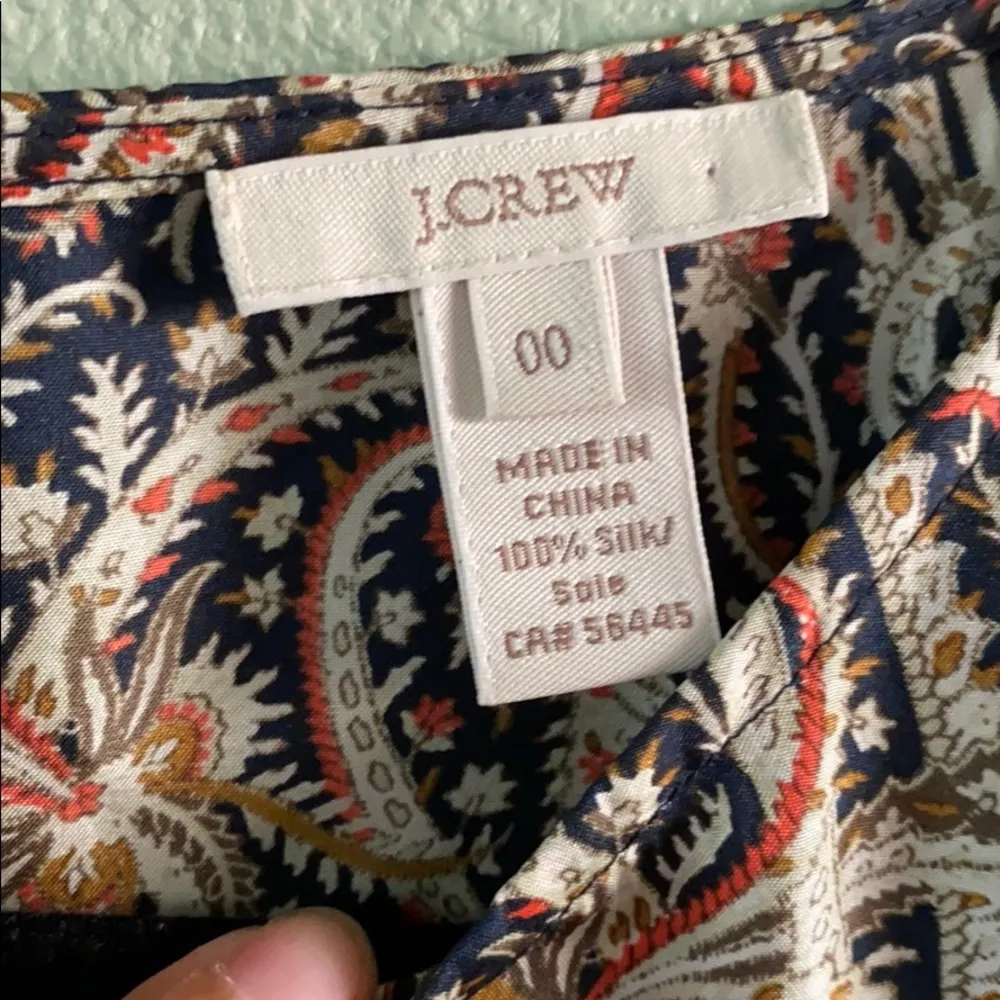 J.CREW
00
MADE IN
CHINA
100% Silk/
Soie
CA# 56445